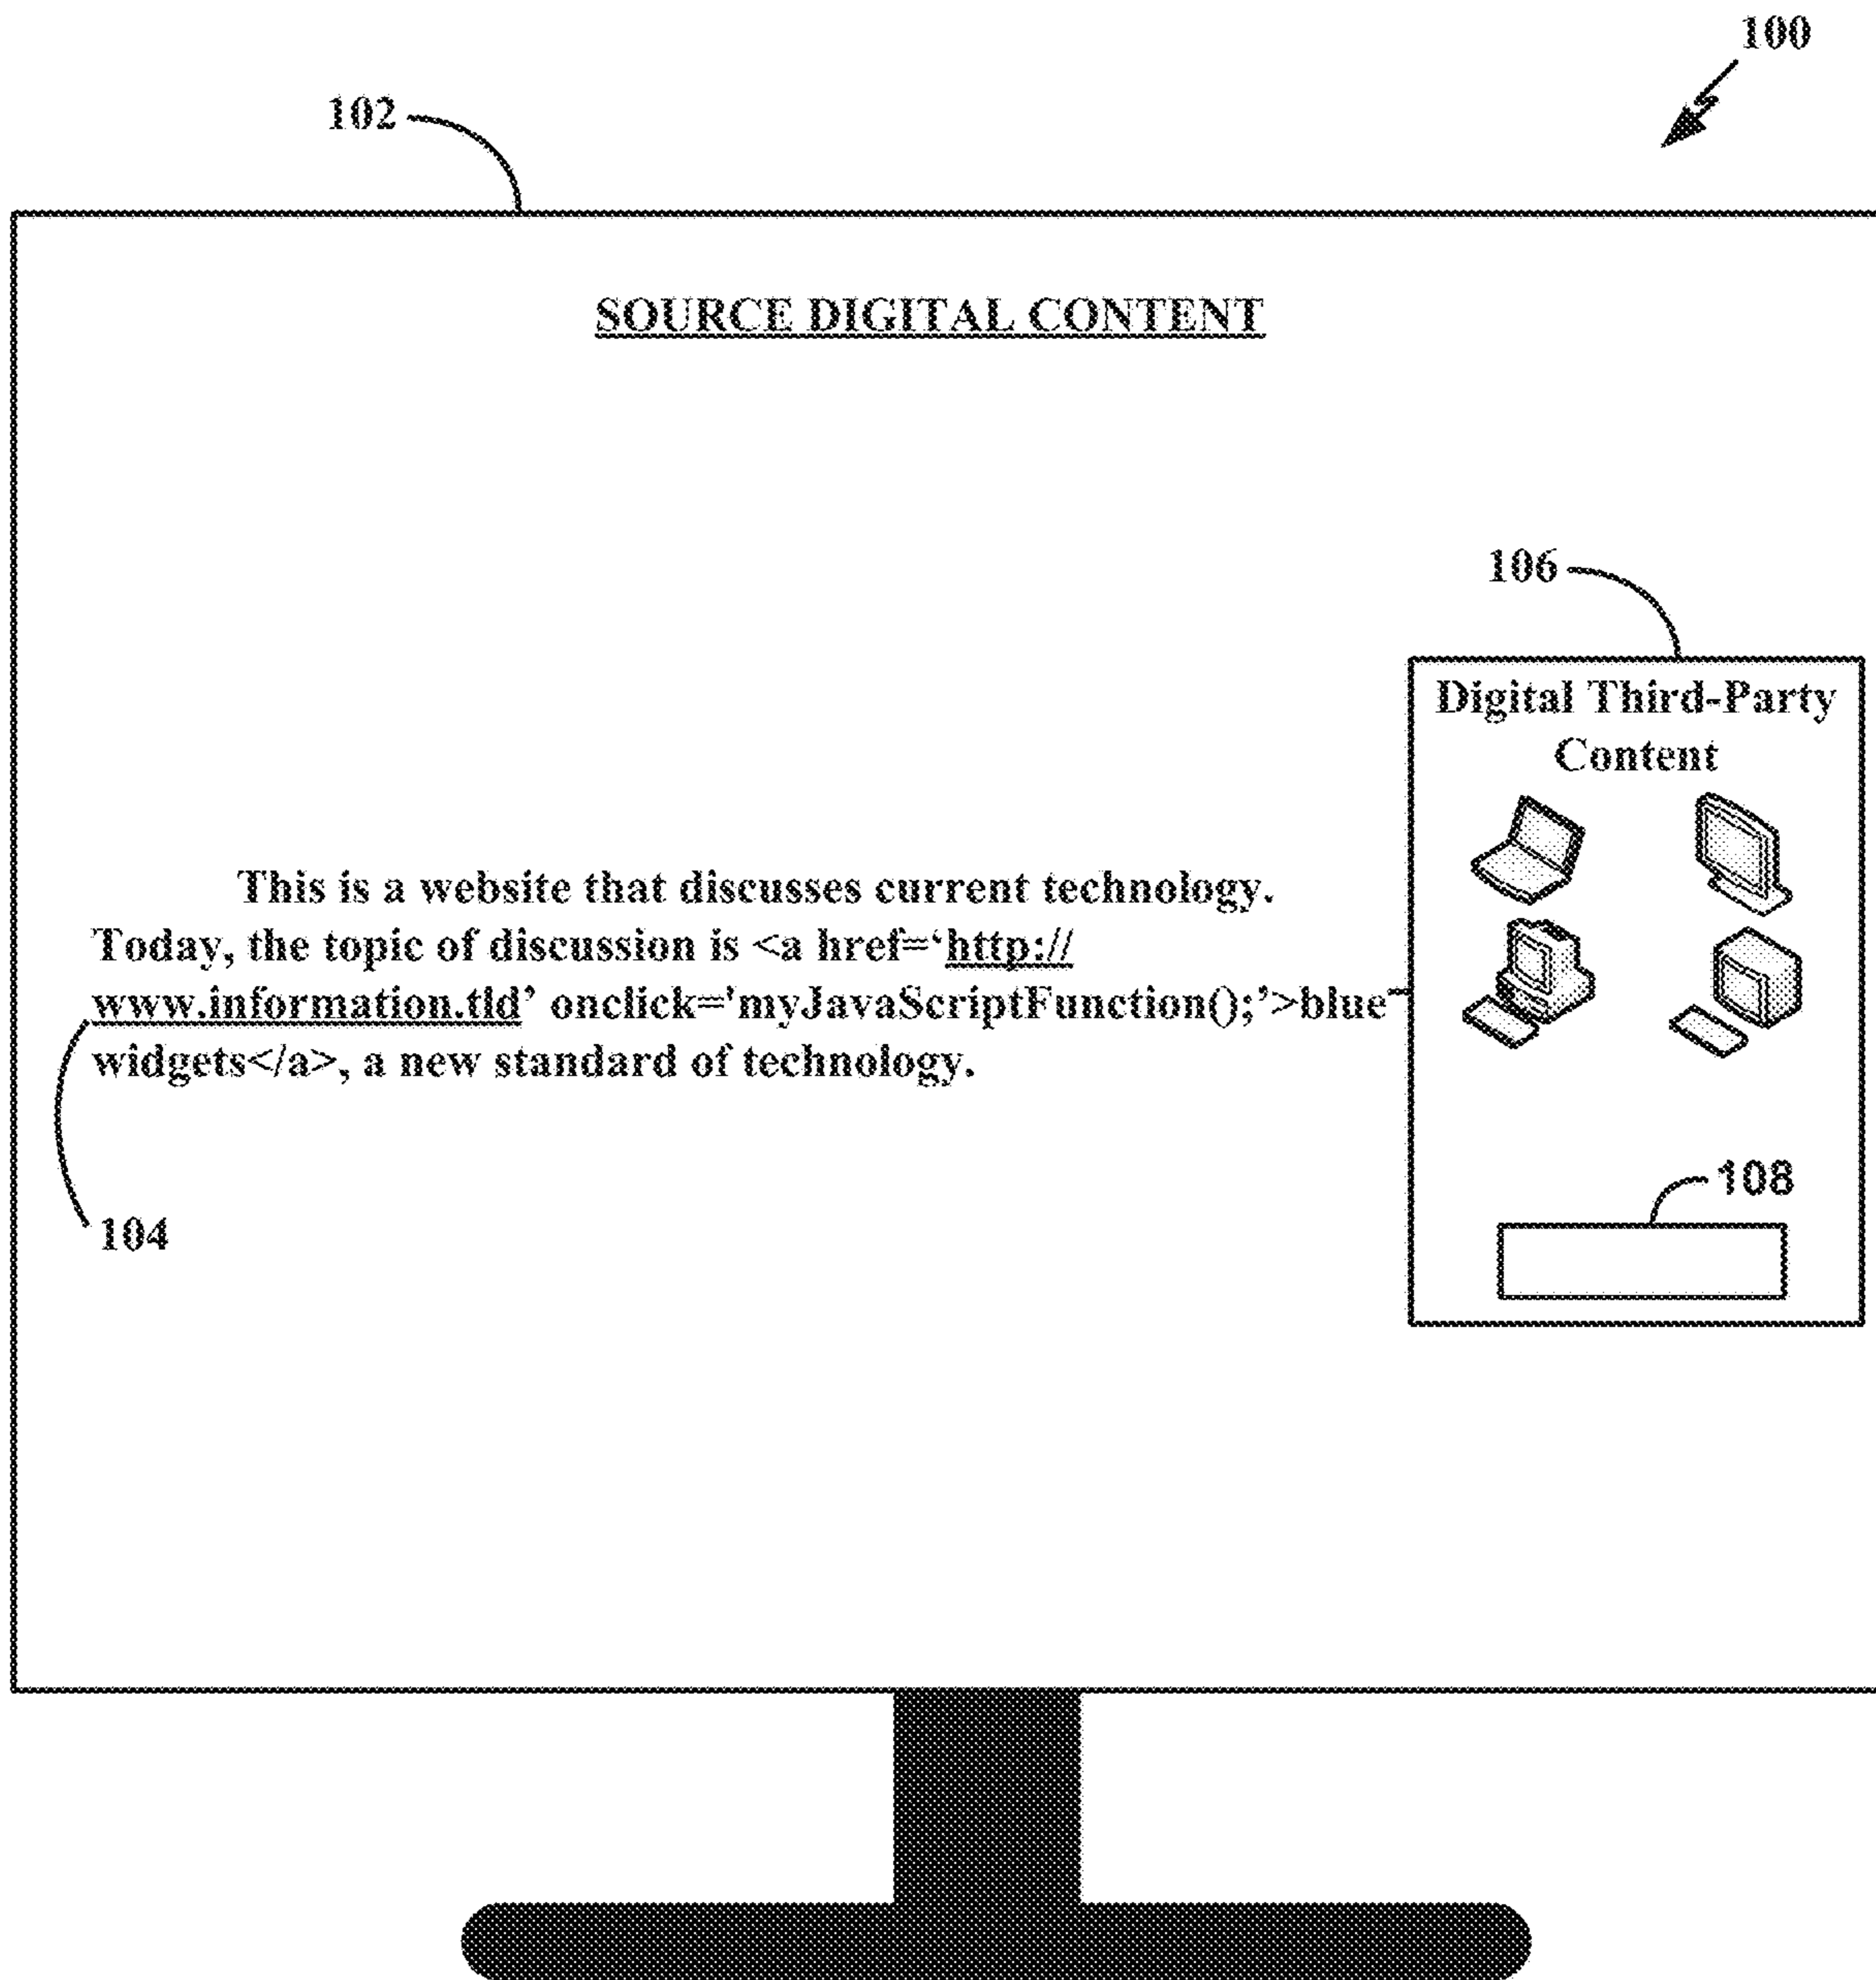 100
102
SOURCE DIGITAL CONTENT
106
Digital Third-Party
Content
This is a website that discusses current technology.
Today, the topic of discussion is <a href=‘http://
www.information.tld’ onclick='myJavaScriptFunction();’>blue
widgets</a>, a new standard of technology.
108
104